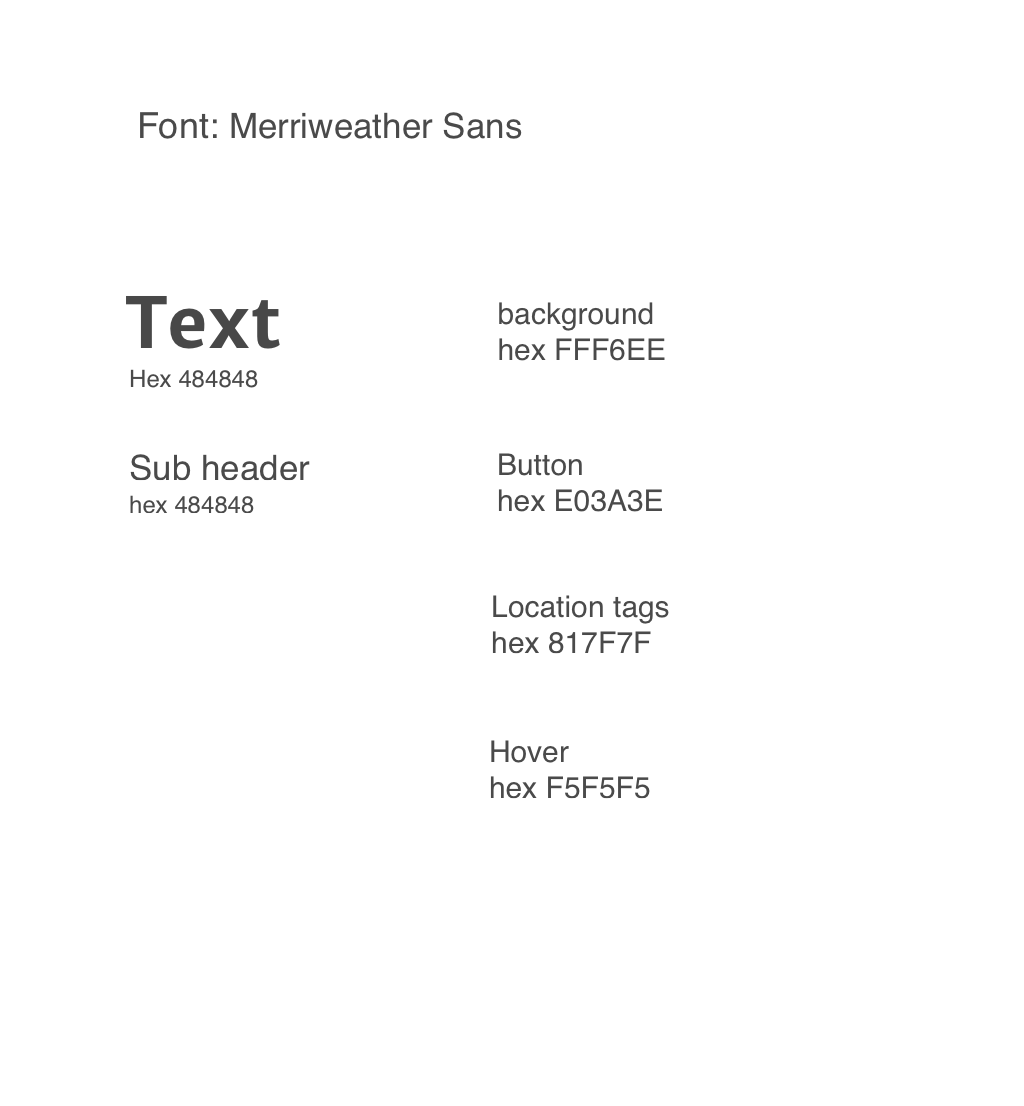 Font: Merriweather Sans
Text
Hex 484848
Sub header
hex 484848
background
hex FFF6EE
Button
hex E03A3E
Location tags
hex 817F7F
Hover
hex F5F5F5